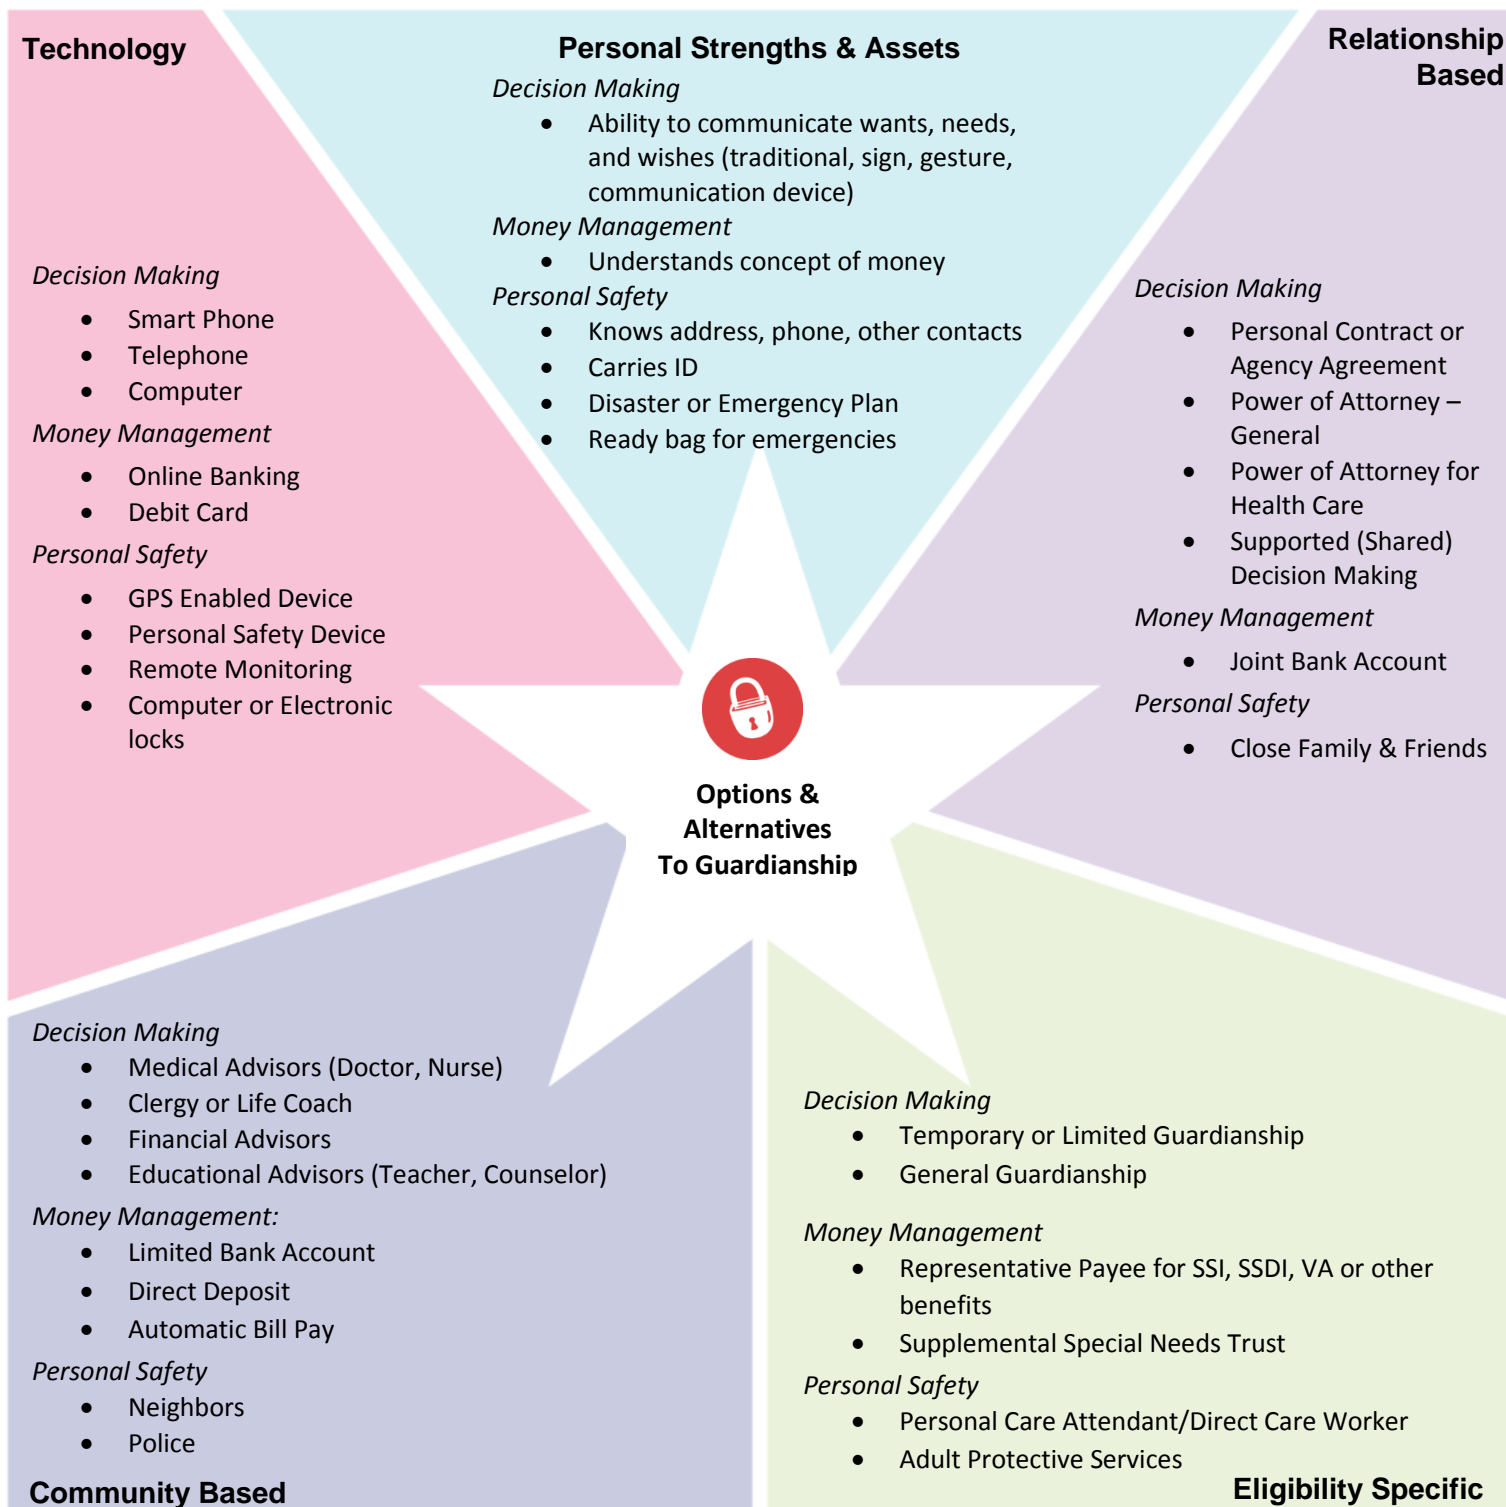 Technology
Decision Making
• Smart Phone
• Telephone
• Computer
Money Management
• Online Banking
• Debit Card
Personal Safety
• GPS Enabled Device
• Personal Safety Device
• Remote Monitoring
• Computer or Electronic
locks
Personal Strengths & Assets
Decision Making
• Ability to communicate wants, needs,
and wishes (traditional, sign, gesture,
communication device)
Money Management
• Understands concept of money
Personal Safety
• Knows address, phone, other contacts
• Carries ID
• Disaster or Emergency Plan
• Ready bag for emergencies
Relationship
Based
Decision Making
• Personal Contract or
Agency Agreement
• Power of Attorney –
General
• Power of Attorney for
Health Care
• Supported (Shared)
Decision Making
Money Management
• Joint Bank Account
Personal Safety
• Close Family & Friends
Options &
Alternatives
To Guardianship
Decision Making
• Medical Advisors (Doctor, Nurse)
• Clergy or Life Coach
• Financial Advisors
• Educational Advisors (Teacher, Counselor)
Money Management:
• Limited Bank Account
• Direct Deposit
• Automatic Bill Pay
Personal Safety
• Neighbors
• Police
Community Based
Decision Making
• Temporary or Limited Guardianship
• General Guardianship
Money Management
• Representative Payee for SSI, SSDI, VA or other
benefits
• Supplemental Special Needs Trust
Personal Safety
• Personal Care Attendant/Direct Care Worker
• Adult Protective Services
Eligibility Specific